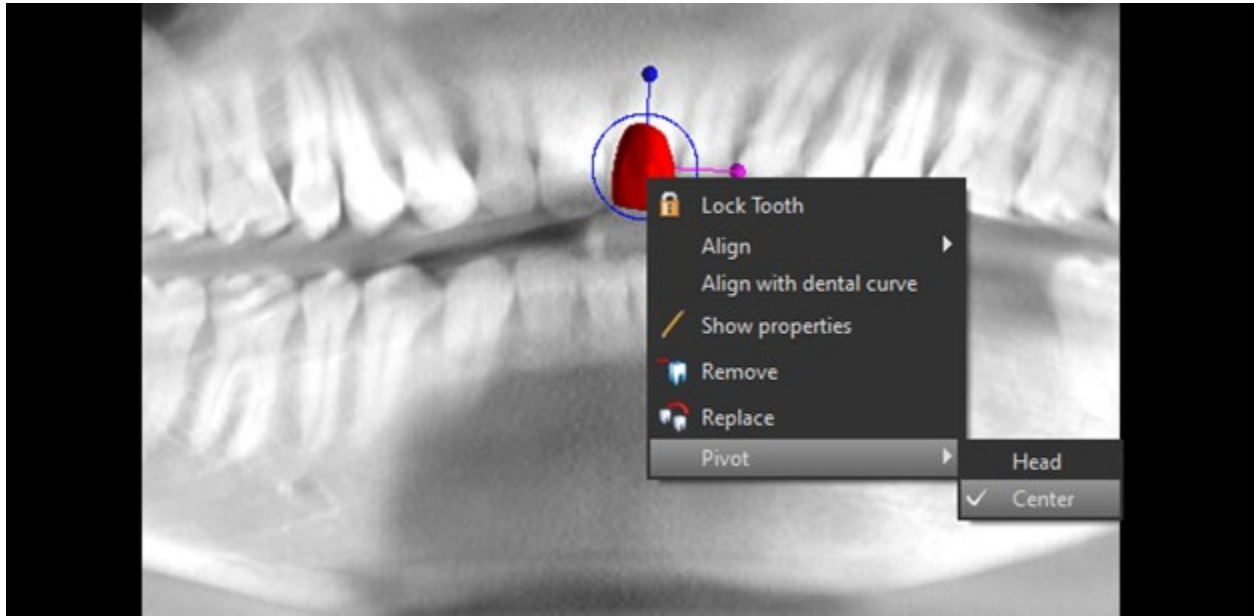 Lock Tooth
Align
Align with dental curve
Show properties
Remove
Replace
Pivot
Head
Center